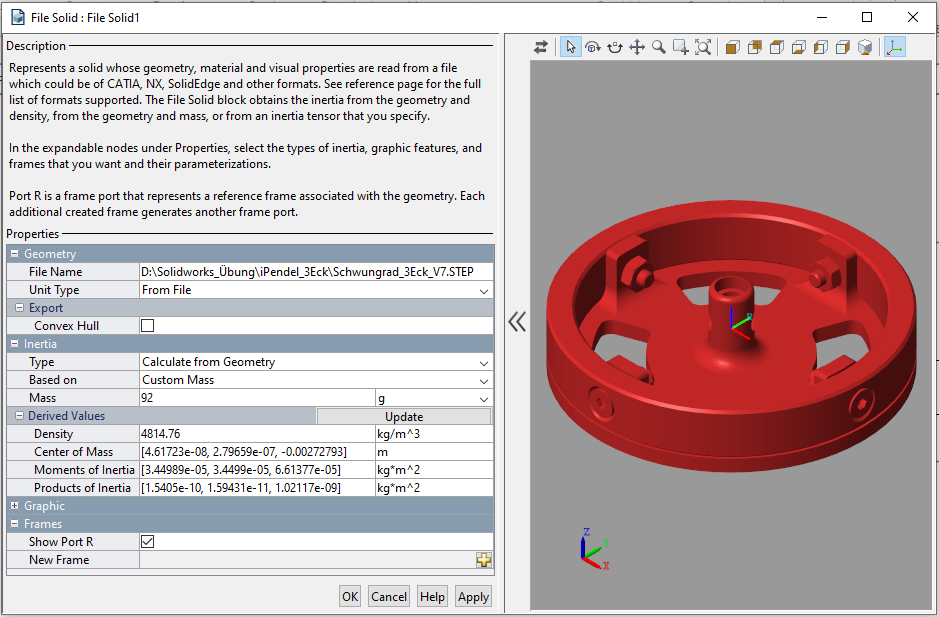 File Solid : File Solid1
Description
Represents a solid whose geometry, material and visual properties are read from a file
which could be of CATIA, NX, SolidEdge and other formats. See reference page for the full
list of formats supported. The File Solid block obtains the inertia from the geometry and
density, from the geometry and mass, or from an inertia tensor that you specify.
In the expandable nodes under Properties, select the types of inertia, graphic features, and
frames that you want and their parameterizations.
Port R is a frame port that represents a reference frame associated with the geometry. Each
additional created frame generates another frame port.
Properties
Geometry
File Name D:\Solidworks_Übung\iPendel_3Eck\Schwungrad_3Eck_V7.STEP
Unit Type From File
Export
Convex Hull
Inertia
Type Calculate from Geometry
Based on Custom Mass
Mass 92 g
Derived Values Update
Density 4814.76 kg/m^3
Center of Mass [4.61723e-08, 2.79659e-07, -0.00272793] m
Moments of Inertia [3.44989e-05, 3.4499e-05, 6.61377e-05] kg*m^2
Products of Inertia [1.5405e-10, 1.59431e-11, 1.02117e-09] kg*m^2
Graphic
Frames
Show Port R
New Frame
OK Cancel Help Apply
R
Z
Y
X